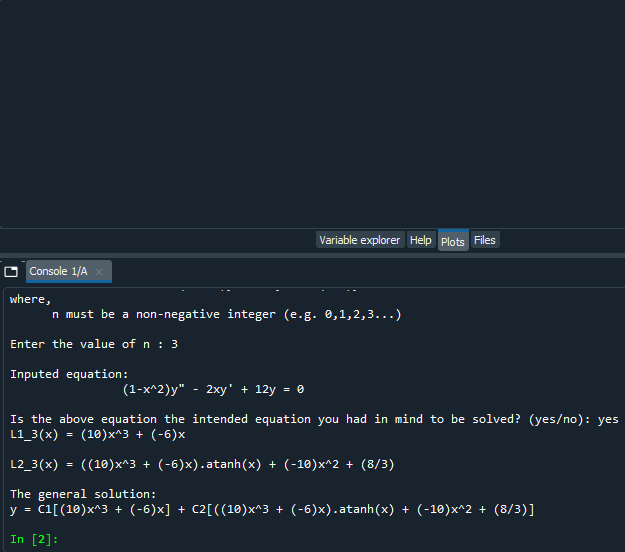 Variable explorer Help Plots Files
Console 1/A
where,
n must be a non-negative integer (e.g. 0,1,2,3...)
Enter the value of n : 3
Inputed equation:
(1-x^2)y" - 2xy' + 12y = 0
Is the above equation the intended equation you had in mind to be solved? (yes/no): yes
L1_3(x) = (10)x^3 + (-6)x
L2_3(x) = ((10)x^3 + (-6)x).atanh(x) + (-10)x^2 + (8/3)
The general solution:
y = C1[(10)x^3 + (-6)x] + C2[((10)x^3 + (-6)x).atanh(x) + (-10)x^2 + (8/3)]
In [2]: